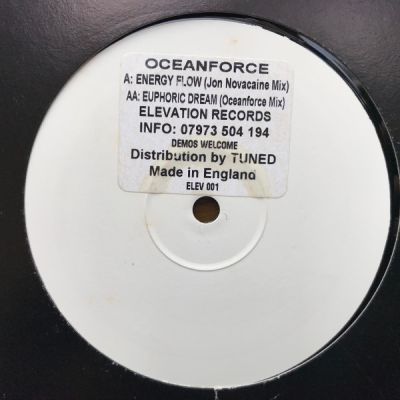 OCEANFORCE
A: ENERGY FLOW (Jon Novacaine Mix)
AA: EUPHORIC DREAM (Oceanforce Mix)
ELEVATION RECORDS
INFO: 07973 504 194
DEMOS WELCOME
Distribution by TUNED
Made in England
ELEV 001